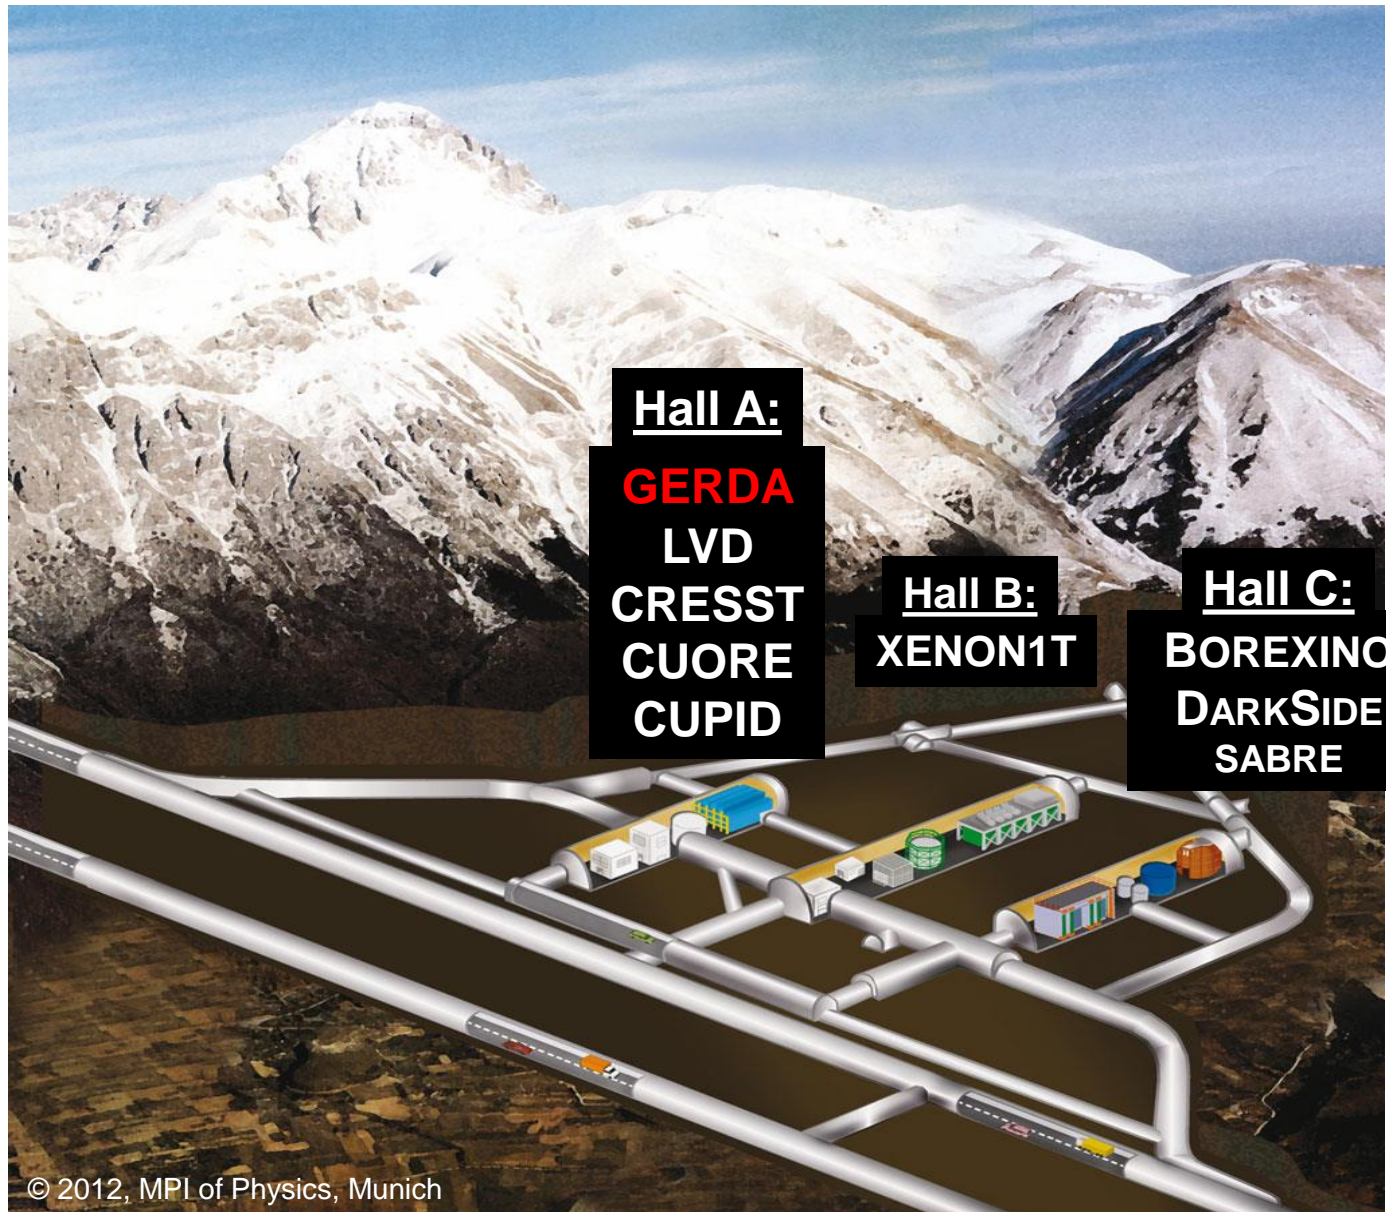 Hall A:
GERDA
LVD
CRESST
CUORE
CUPID
Hall B:
XENON1T
Hall C:
BOREXINO
DARKSIDE
SABRE
© 2012, MPI of Physics, Munich